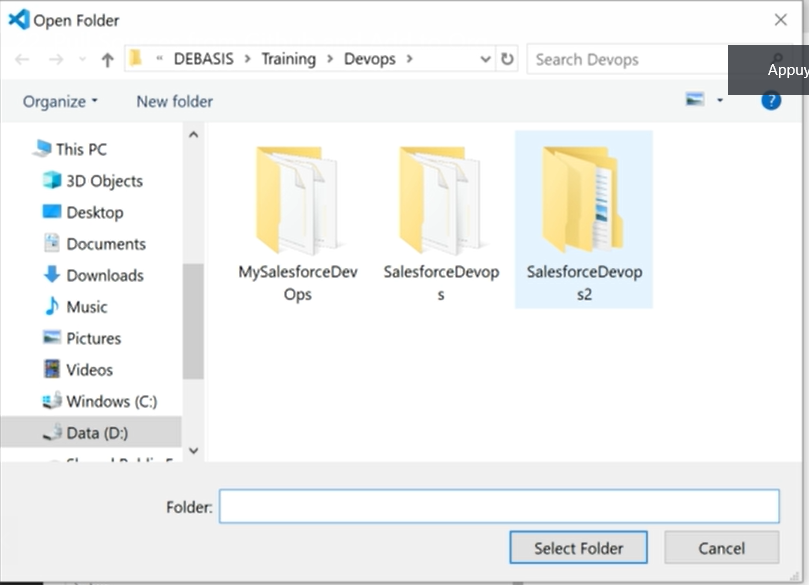 Open Folder
« DEBASIS > Training > Devops >
Search Devops
Appuy
Organize
New folder
?
This PC
3D Objects
Desktop
Documents
Downloads
Music
Pictures
Videos
Windows (C:)
Data (D:)
MySalesforceDev
Ops
SalesforceDevop
s
SalesforceDevop
s2
Folder:
Select Folder
Cancel